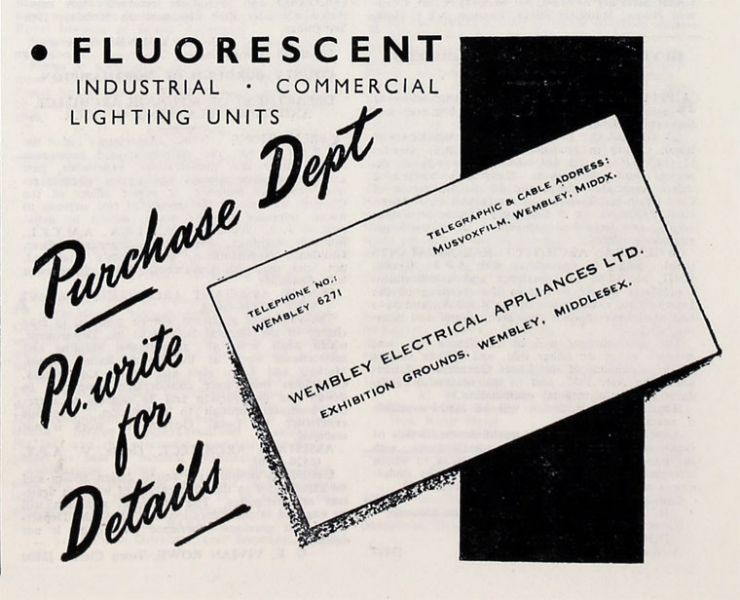 • FLUORESCENT
INDUSTRIAL · COMMERCIAL
LIGHTING UNITS
Purchase Dept
Pl. write
for
Details
TELEPHONE NO.:
WEMBLEY 6271
TELEGRAPHIC & CABLE ADDRESS:
MUSVOXFILM, WEMBLEY, MIDDX.
WEMBLEY ELECTRICAL APPLIANCES LTD.
EXHIBITION GROUNDS, WEMBLEY, MIDDLESEX.